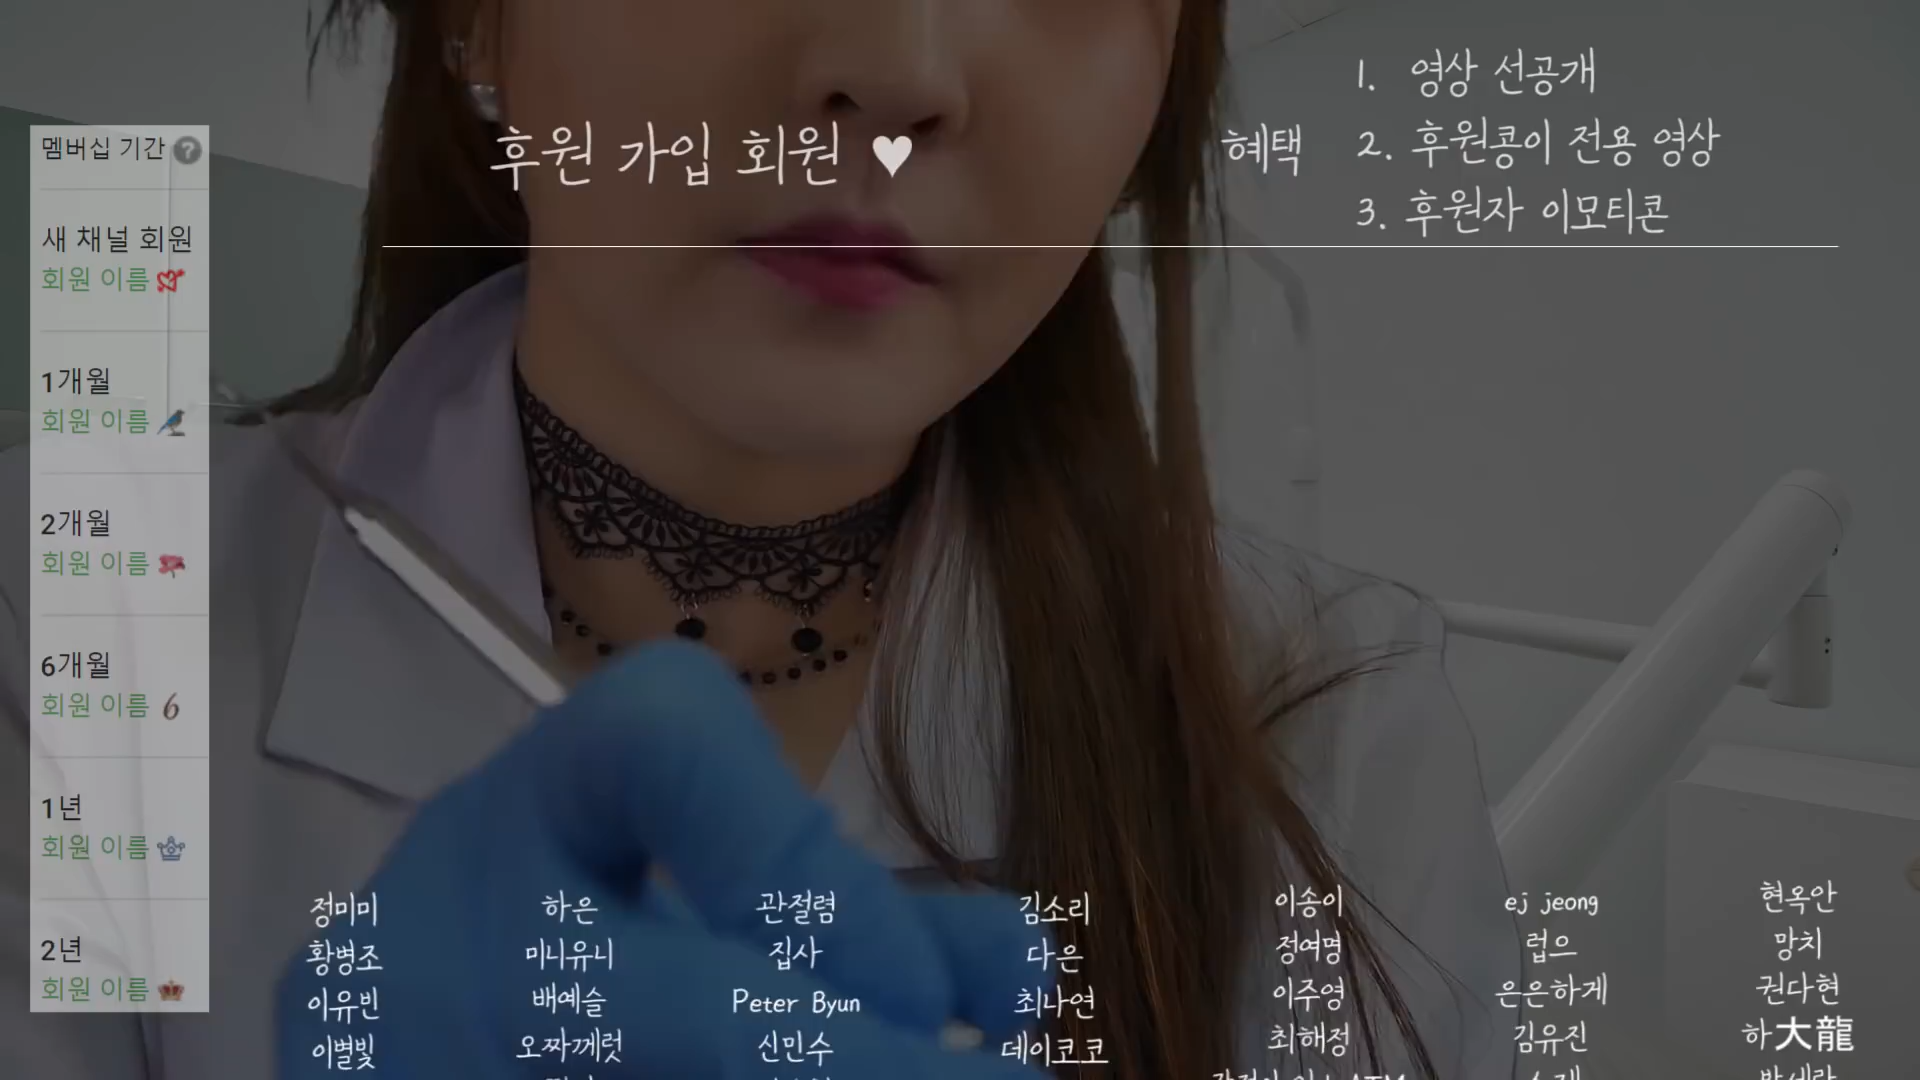 멤버십 기간 ?
새 채널 회원
회원 이름
1개월
회원 이름
2개월
회원 이름
6개월
회원 이름 6
1년
회원 이름
2년
회원 이름
후원 가입 회원 ♥
혜택
1. 영상 선공개
2. 후원콩이 전용 영상
3. 후원자 이모티콘
정미미 하은 관절렴 김소리 이송이 ej jeong 현옥안
황병조 미니유니 집사 다은 정여명 럽으 망치
이유빈 배예슬 Peter Byun 최나연 이주영 은은하게 권다현
이별빛 오짜께럿 신민수 데이코코 최해정 김유진 하大龍